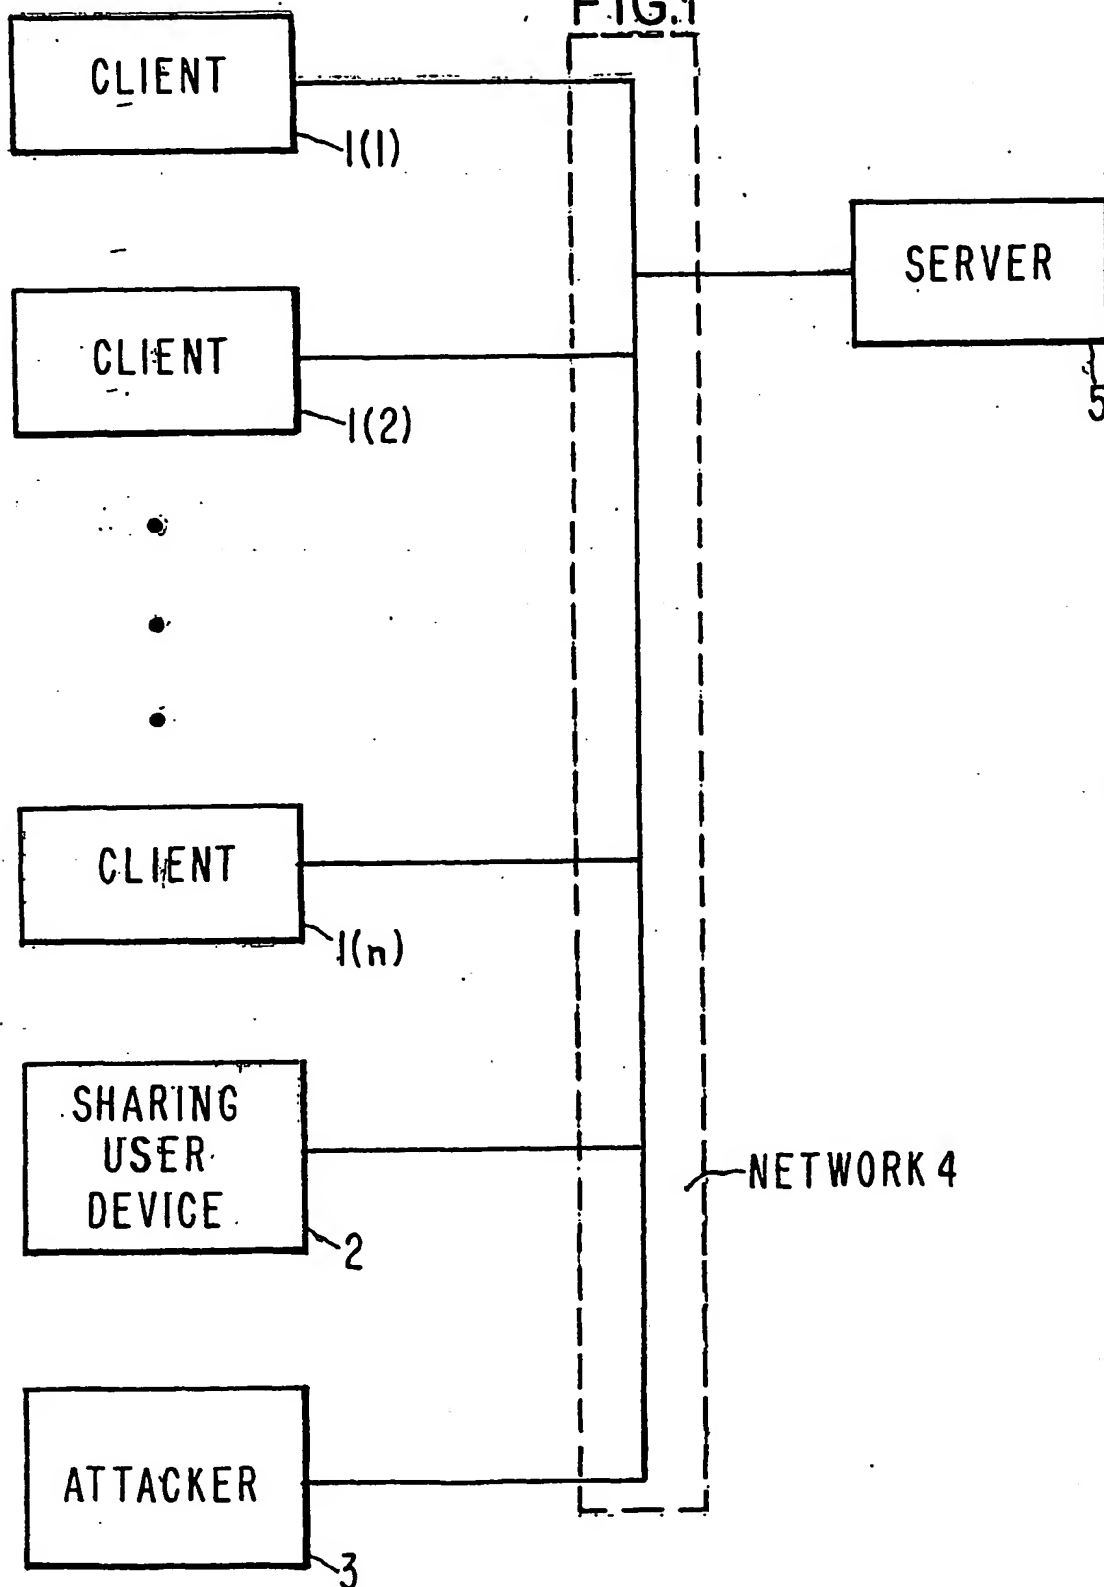 FIG.1
CLIENT
1(1)
SERVER
5
CLIENT
1(2)
CLIENT
1(n)
SHARING
USER
DEVICE
2
NETWORK 4
ATTACKER
3